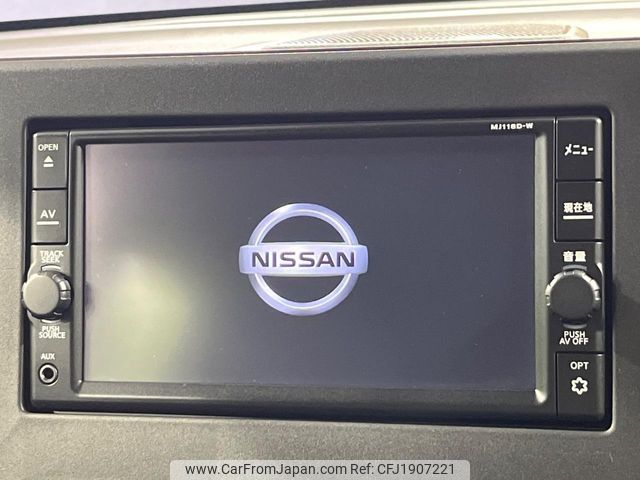 MJ116D-W
OPEN
AV
TRACK
SEEK
PUSH
SOURCE
AUX
NISSAN
メニュー
現在地
音量
PUSH
AV OFF
OPT
www.CarFromJapan.com | ID:CFJ1907221